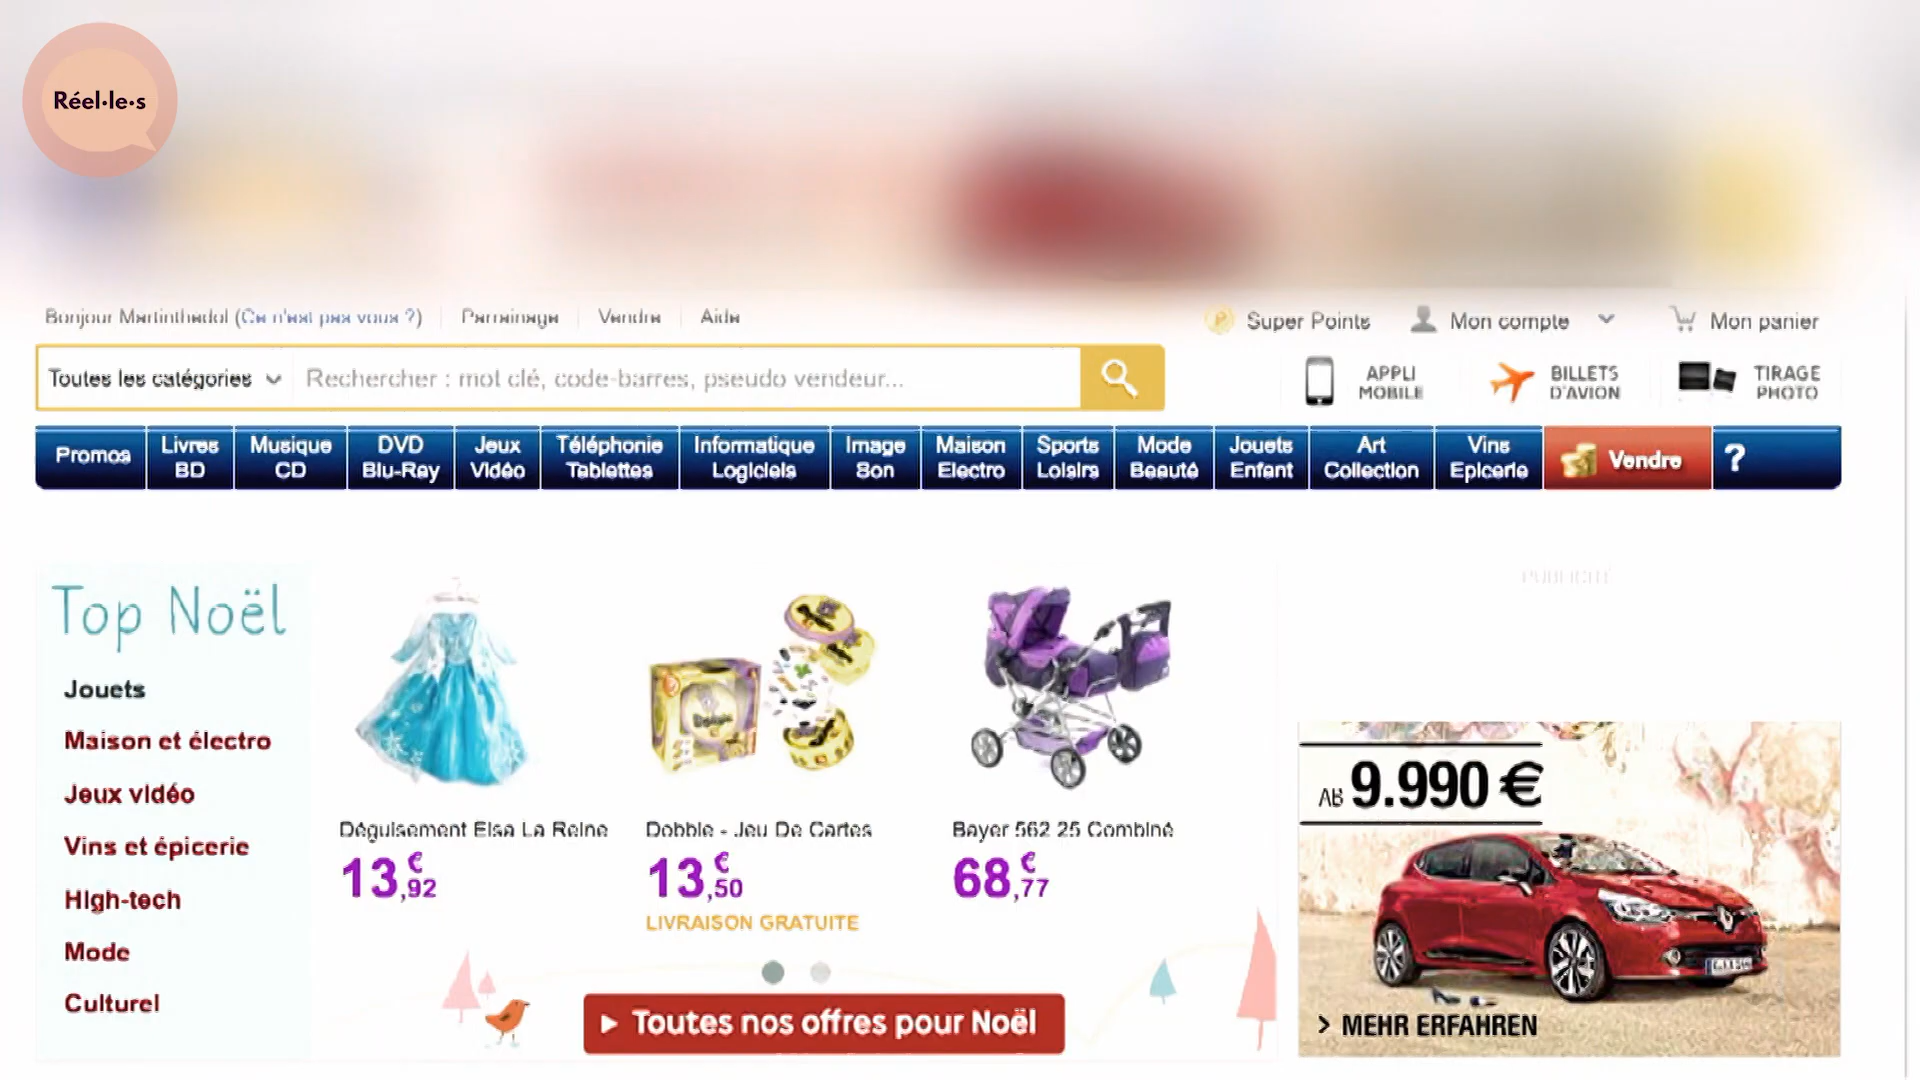 Réel·le·s
Bonjour Martinthedol (Ce n'est pas vous ?)
Parrainage
Vendre
Aide
Super Points
Mon compte
Mon panier
Toutes les catégories
Rechercher : mot clé, code-barres, pseudo vendeur...
APPLI
MOBILE
BILLETS
D'AVION
TIRAGE
PHOTO
Promos
Livres
BD
Musique
CD
DVD
Blu-Ray
Jeux
Vidéo
Téléphonie
Tablettes
Informatique
Logiciels
Image
Son
Maison
Electro
Sports
Loisirs
Mode
Beauté
Jouets
Enfant
Art
Collection
Vins
Epicerie
Vendre
?
Top Noël
Jouets
Maison et électro
Jeux vidéo
Vins et épicerie
High-tech
Mode
Culturel
Déguisement Elsa La Reine
13,€92
Dobble - Jeu De Cartes
13,€50
LIVRAISON GRATUITE
Bayer 562 25 Combiné
68,€77
Toutes nos offres pour Noël
PUBLICITÉ
AB 9.990 €
> MEHR ERFAHREN